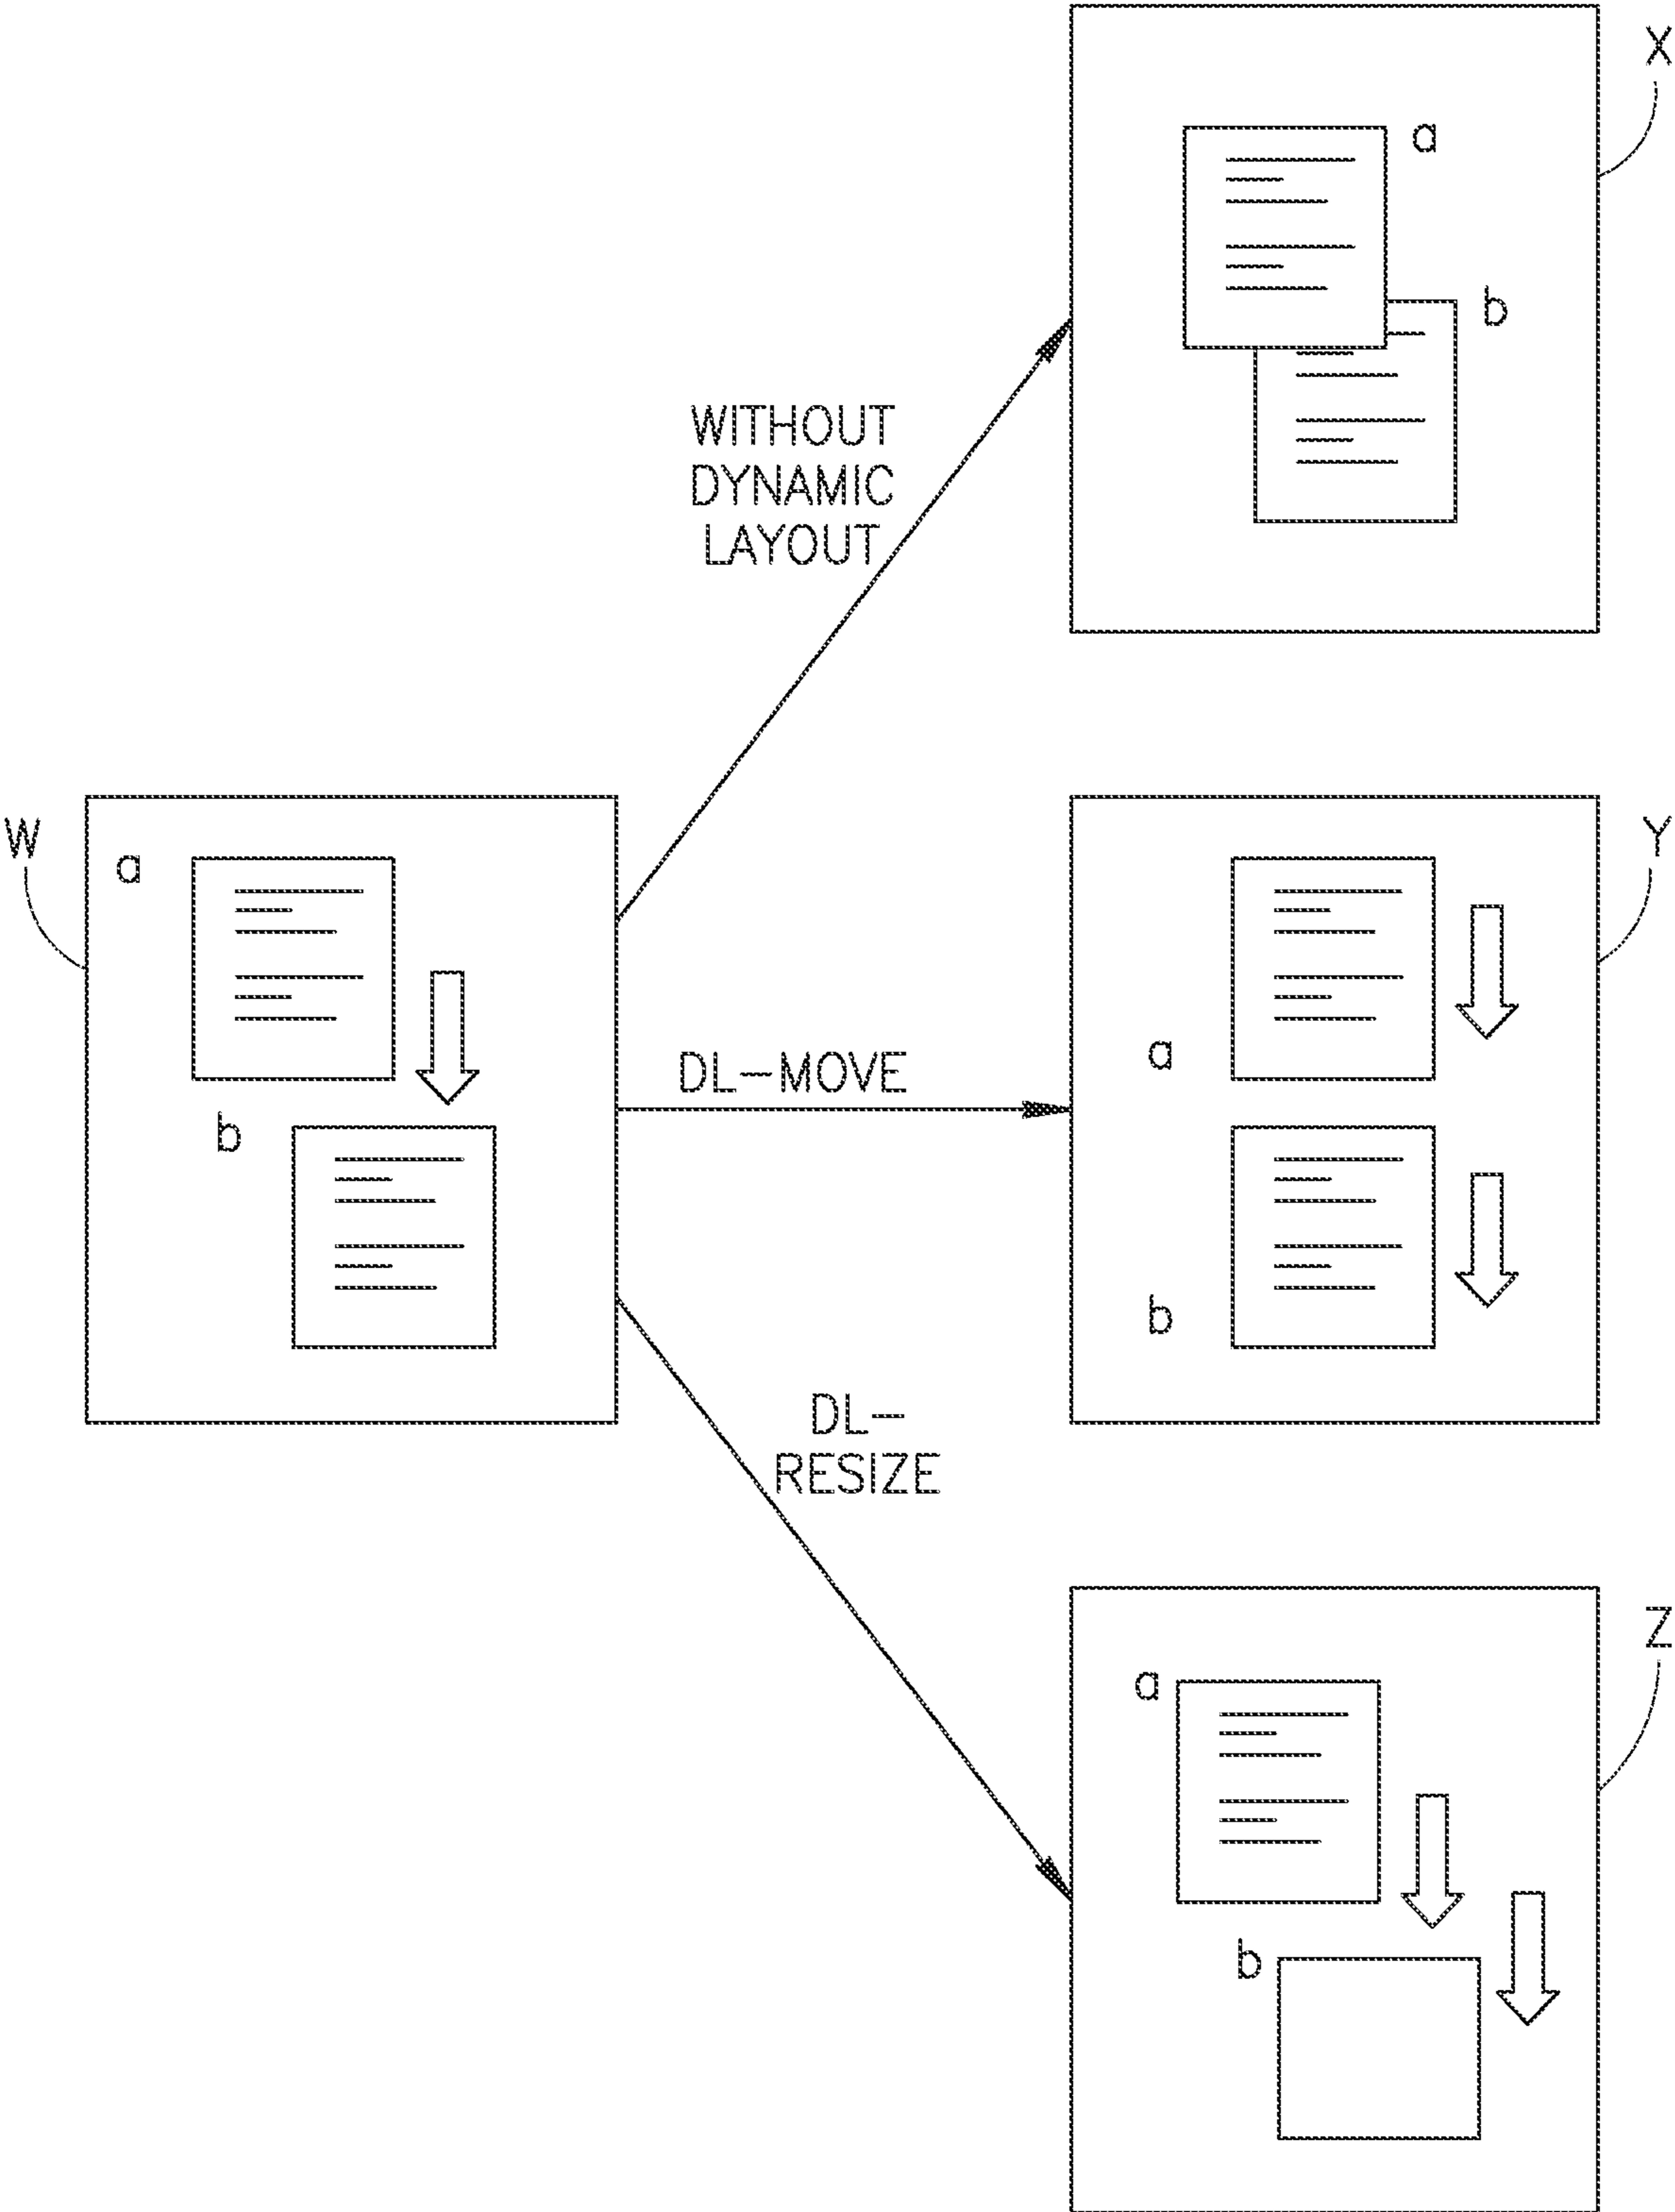 X
a
b
WITHOUT
DYNAMIC
LAYOUT
W
a
b
DL-MOVE
Y
a
b
DL-
RESIZE
Z
a
b